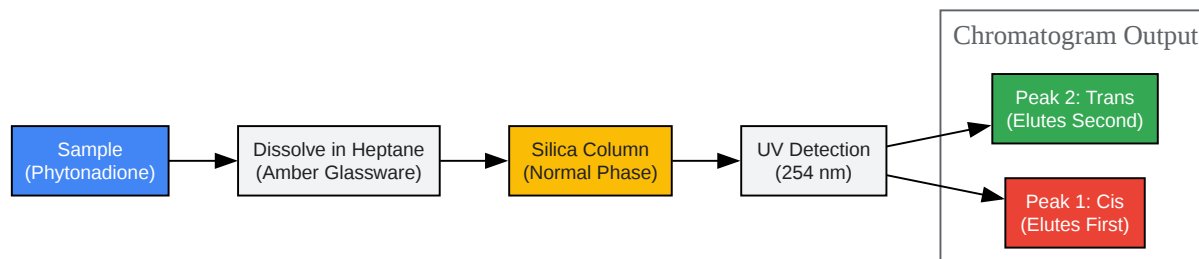 Chromatogram Output
Sample
(Phytonadione)
Dissolve in Heptane
(Amber Glassware)
Silica Column
(Normal Phase)
UV Detection
(254 nm)
Peak 2: Trans
(Elutes Second)
Peak 1: Cis
(Elutes First)